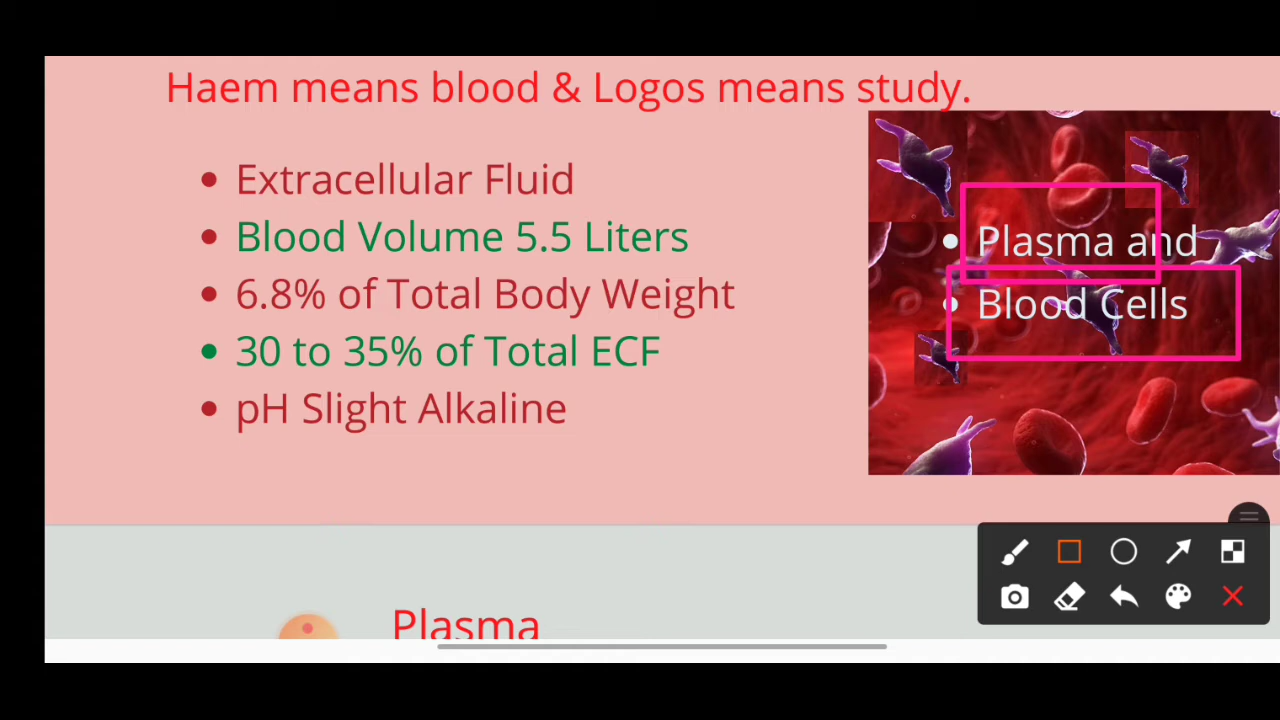 Haem means blood & Logos means study.
Extracellular Fluid
Blood Volume 5.5 Liters
6.8% of Total Body Weight
30 to 35% of Total ECF
pH Slight Alkaline
Plasma and
Blood Cells
Plasma